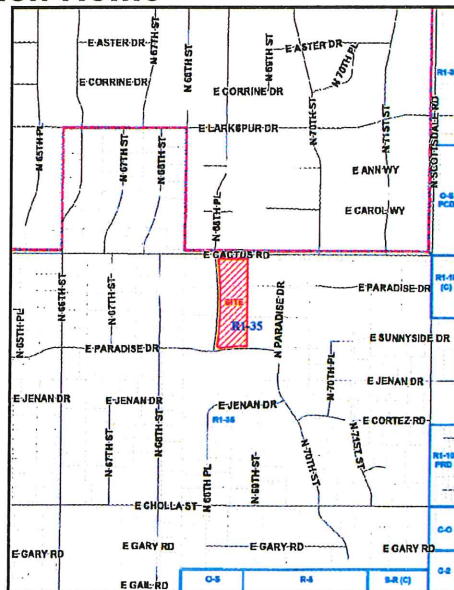 E ASTER DR
N 67TH ST
N 68TH ST
N 69TH ST
E ASTER DR
N 70TH PL
R1-3
E CORRINE DR
E CORRINE DR
E LARKSPUR DR
N 65TH PL
N 67TH ST
N 68TH ST
N 70TH ST
N 71ST ST
N SCOTTSDALE RD
E ANN WY
O-S
PCD
N 68TH PL
E CAROL WY
E CACTUS RD
R1-10
(C)
SITE
E PARADISE DR
R1-35
N 65TH PL
N 66TH ST
N 67TH ST
E PARADISE DR
N PARADISE DR
E SUNNYSIDE DR
N 70TH PL
E JENAN DR
E JENAN DR
E JENAN DR
E JENAN DR
R1-35
E CORTEZ RD
N 67TH ST
N 68TH ST
N 68TH PL
N 69TH ST
N 70TH ST
N 71ST ST
R1-10
PRD
E CHOLLA ST
C-O
E GARY RD
E GARY RD
E GARY RD
E GARY RD
C-2
E GAIL RD
O-S
R-5
S-R (C)